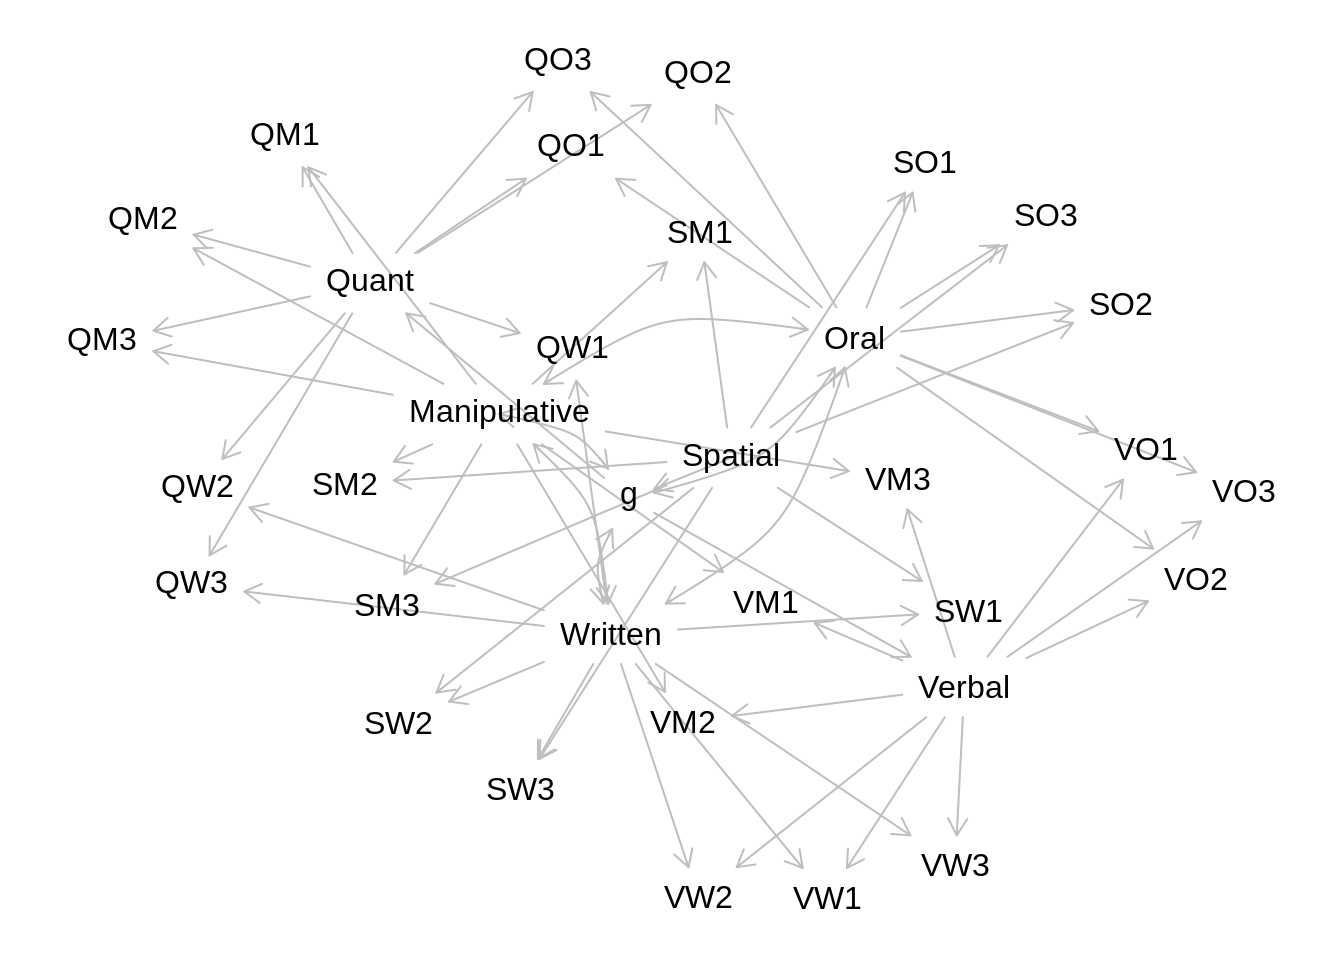 QO3
QO2
QM1
QO1
SO1
QM2
SO3
SM1
Quant
SO2
Oral
QM3
QW1
Manipulative
VO1
Spatial
VM3
QW2
SM2
g
VO3
VO2
QW3
VM1
SM3
SW1
Written
Verbal
SW2
VM2
SW3
VW3
VW2
VW1